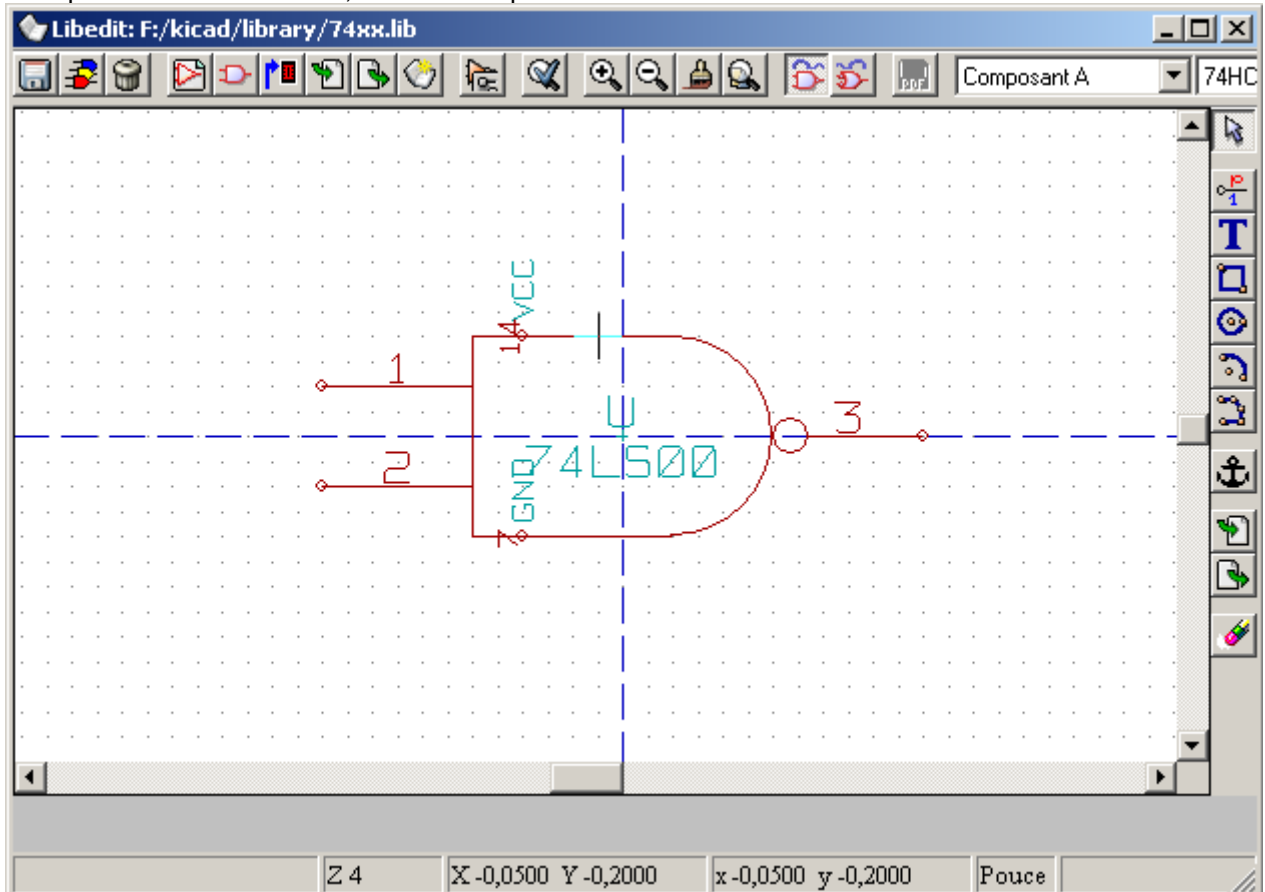 Libedit: F:/kicad/library/74xx.lib
Composant A
74HC
VCC
14
1
U
3
74LS00
2
GND
7
Z 4
X -0,0500 Y -0,2000
x -0,0500 y -0,2000
Pouce